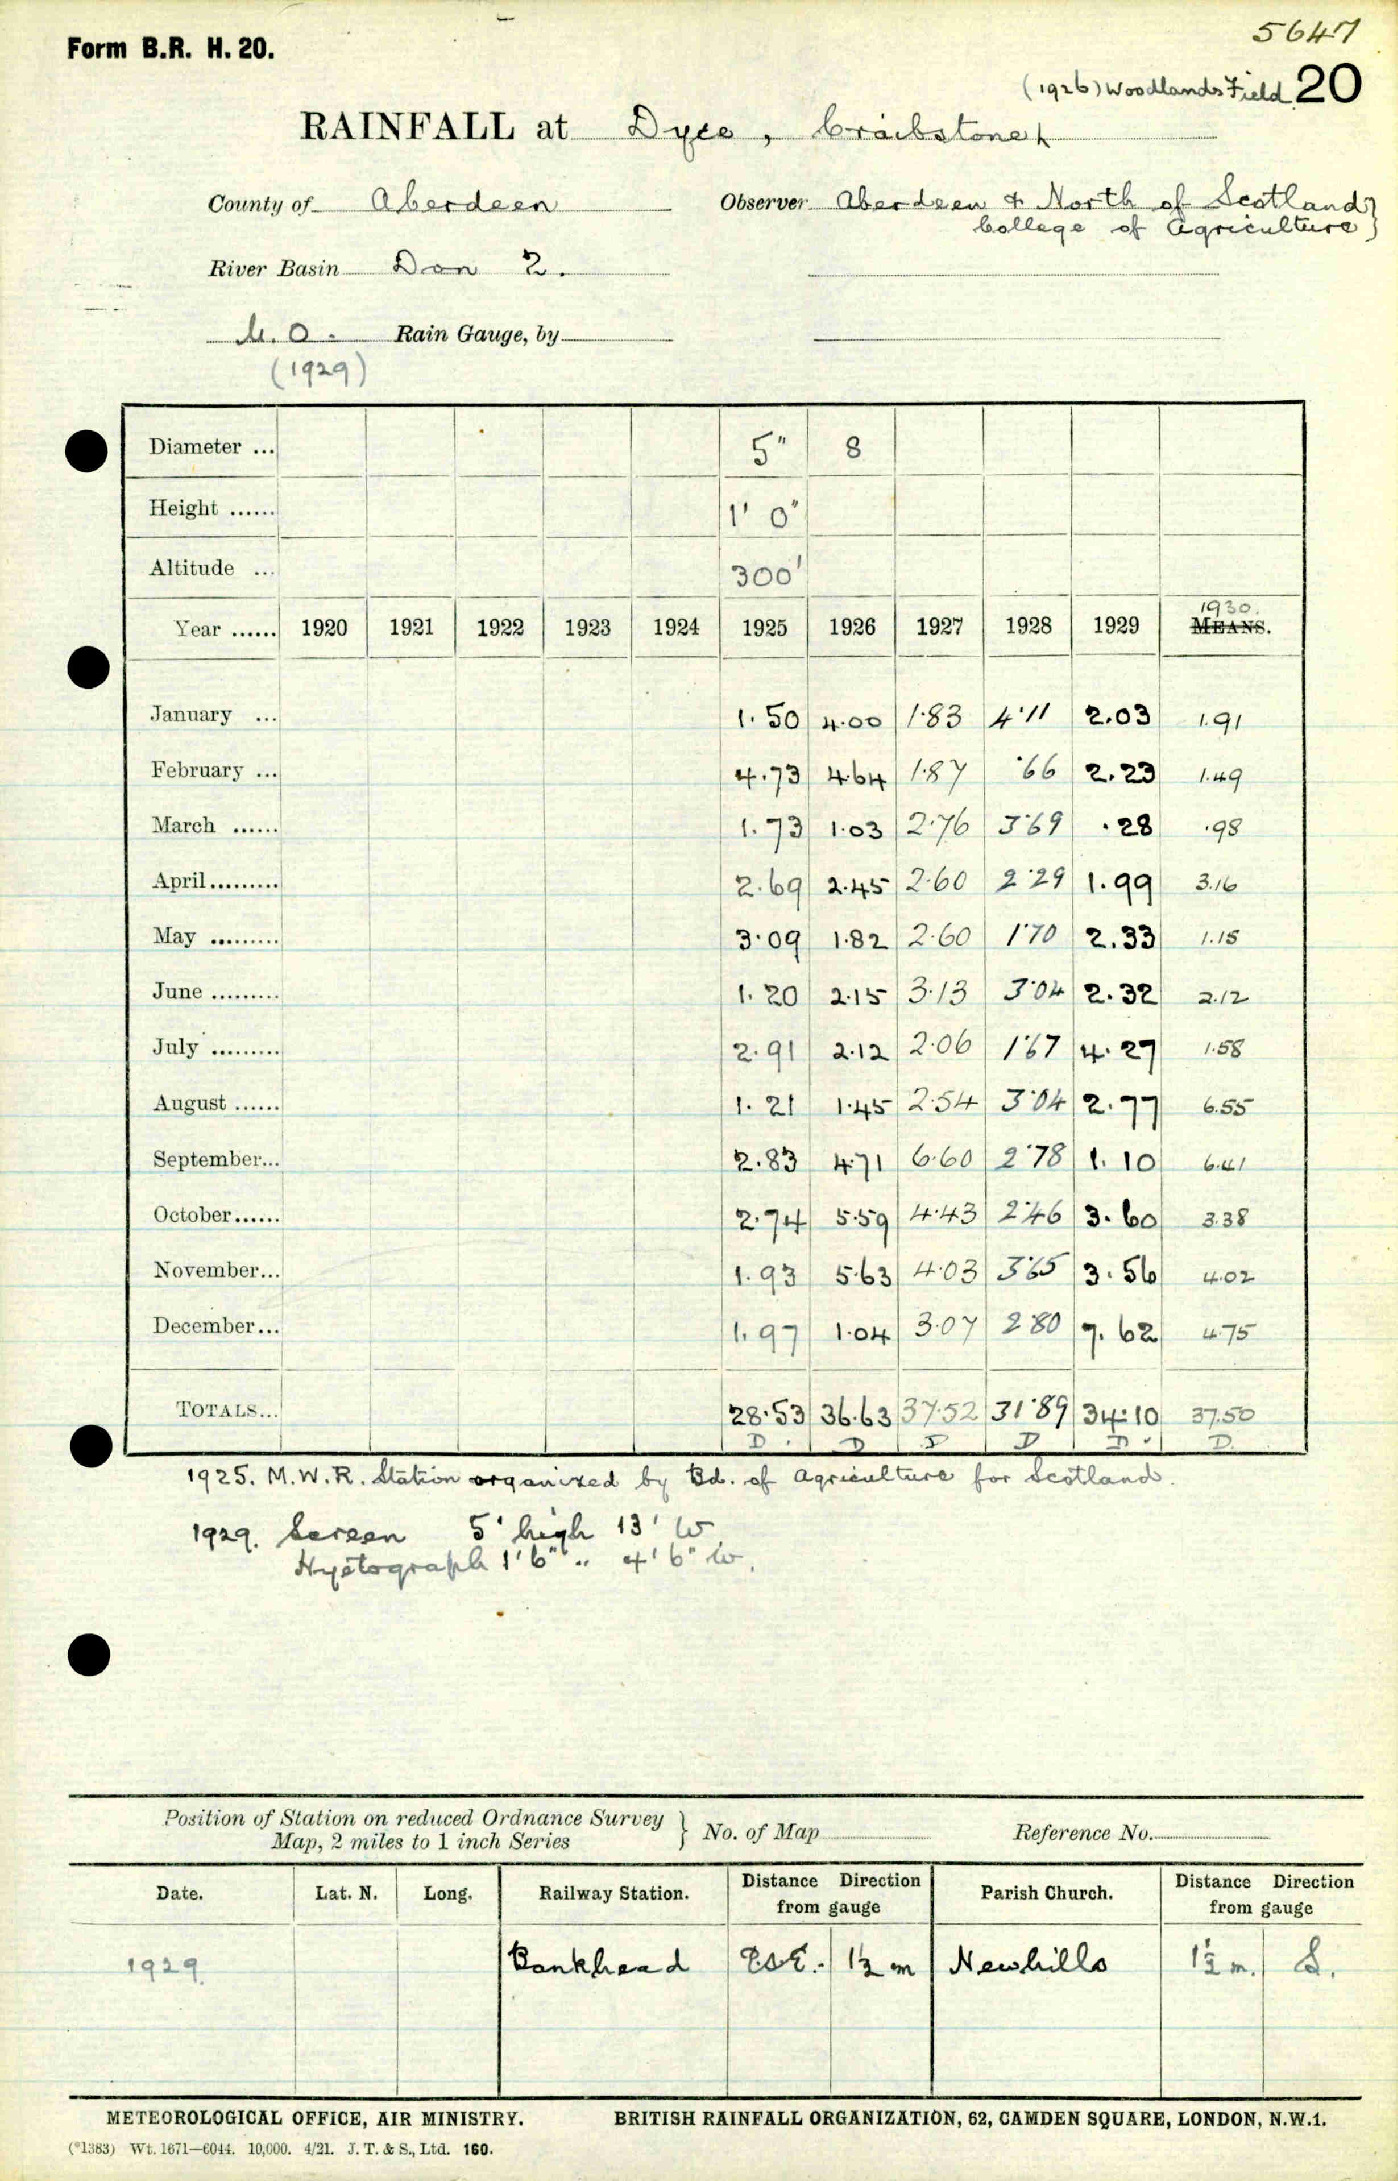 5647
Form B.R. H. 20.
(1926) Woodlands Field 20
RAINFALL at Dyce, Craibstone
County of Aberdeen Observer Aberdeen & North of Scotland }
College of Agriculture }
River Basin Don 2.
M.O. Rain Gauge, by
(1929)
Diameter ... 5" 8
Height ...... 1' 0"
Altitude ... 300'
1930.
Year ...... 1920 1921 1922 1923 1924 1925 1926 1927 1928 1929 MEANS.
January ... 1.50 4.00 1.83 4.11 2.03 1.91
February ... 4.73 4.64 1.87 .66 2.23 1.49
March ...... 1.73 1.03 2.76 3.69 .28 .98
April......... 2.69 2.45 2.60 2.29 1.99 3.16
May ......... 3.09 1.82 2.60 1.70 2.33 1.15
June ......... 1.20 2.15 3.13 3.04 2.32 2.12
July ......... 2.91 2.12 2.06 1.67 4.27 1.58
August ...... 1.21 1.45 2.54 3.04 2.77 6.55
September... 2.83 4.71 6.60 2.78 1.10 6.41
October...... 2.74 5.59 4.43 2.46 3.60 3.38
November... 1.93 5.63 4.03 3.65 3.56 4.02
December... 1.97 1.04 3.07 2.80 7.62 4.75
TOTALS... 28.53 36.63 37.52 31.89 34.10 37.50
D. D D D D. D.
1925. M.W.R. Station organized by Bd. of Agriculture for Scotland.
1929. Screen 5' high 13' W
Hyetograph 1'6" " 4'6" W.
Position of Station on reduced Ordnance Survey } No. of Map Reference No.
Map, 2 miles to 1 inch Series
Date. Lat. N. Long. Railway Station. Distance Direction from gauge Parish Church. Distance Direction from gauge
1929. Bankhead ESE. 1½ m Newhills 1½ m. S.
METEOROLOGICAL OFFICE, AIR MINISTRY. BRITISH RAINFALL ORGANIZATION, 62, CAMDEN SQUARE, LONDON, N.W.1.
(*1383) Wt. 1671—6044. 10,000. 4/21. J. T. & S., Ltd. 160.